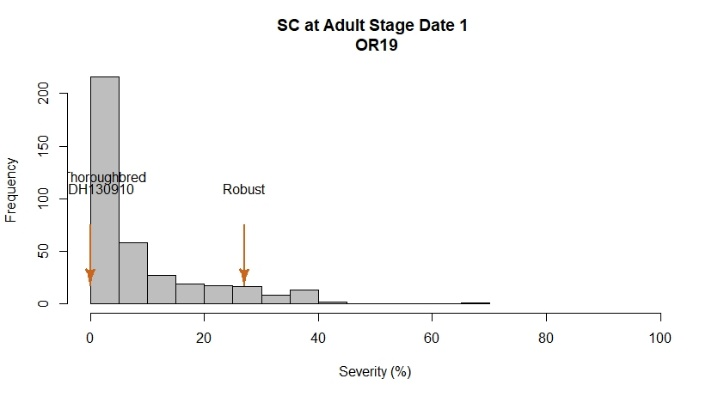 SC at Adult Stage Date 1
OR19
Frequency
200
150
100
50
0
Thoroughbred
DH130910
Robust
0 20 40 60 80 100
Severity (%)